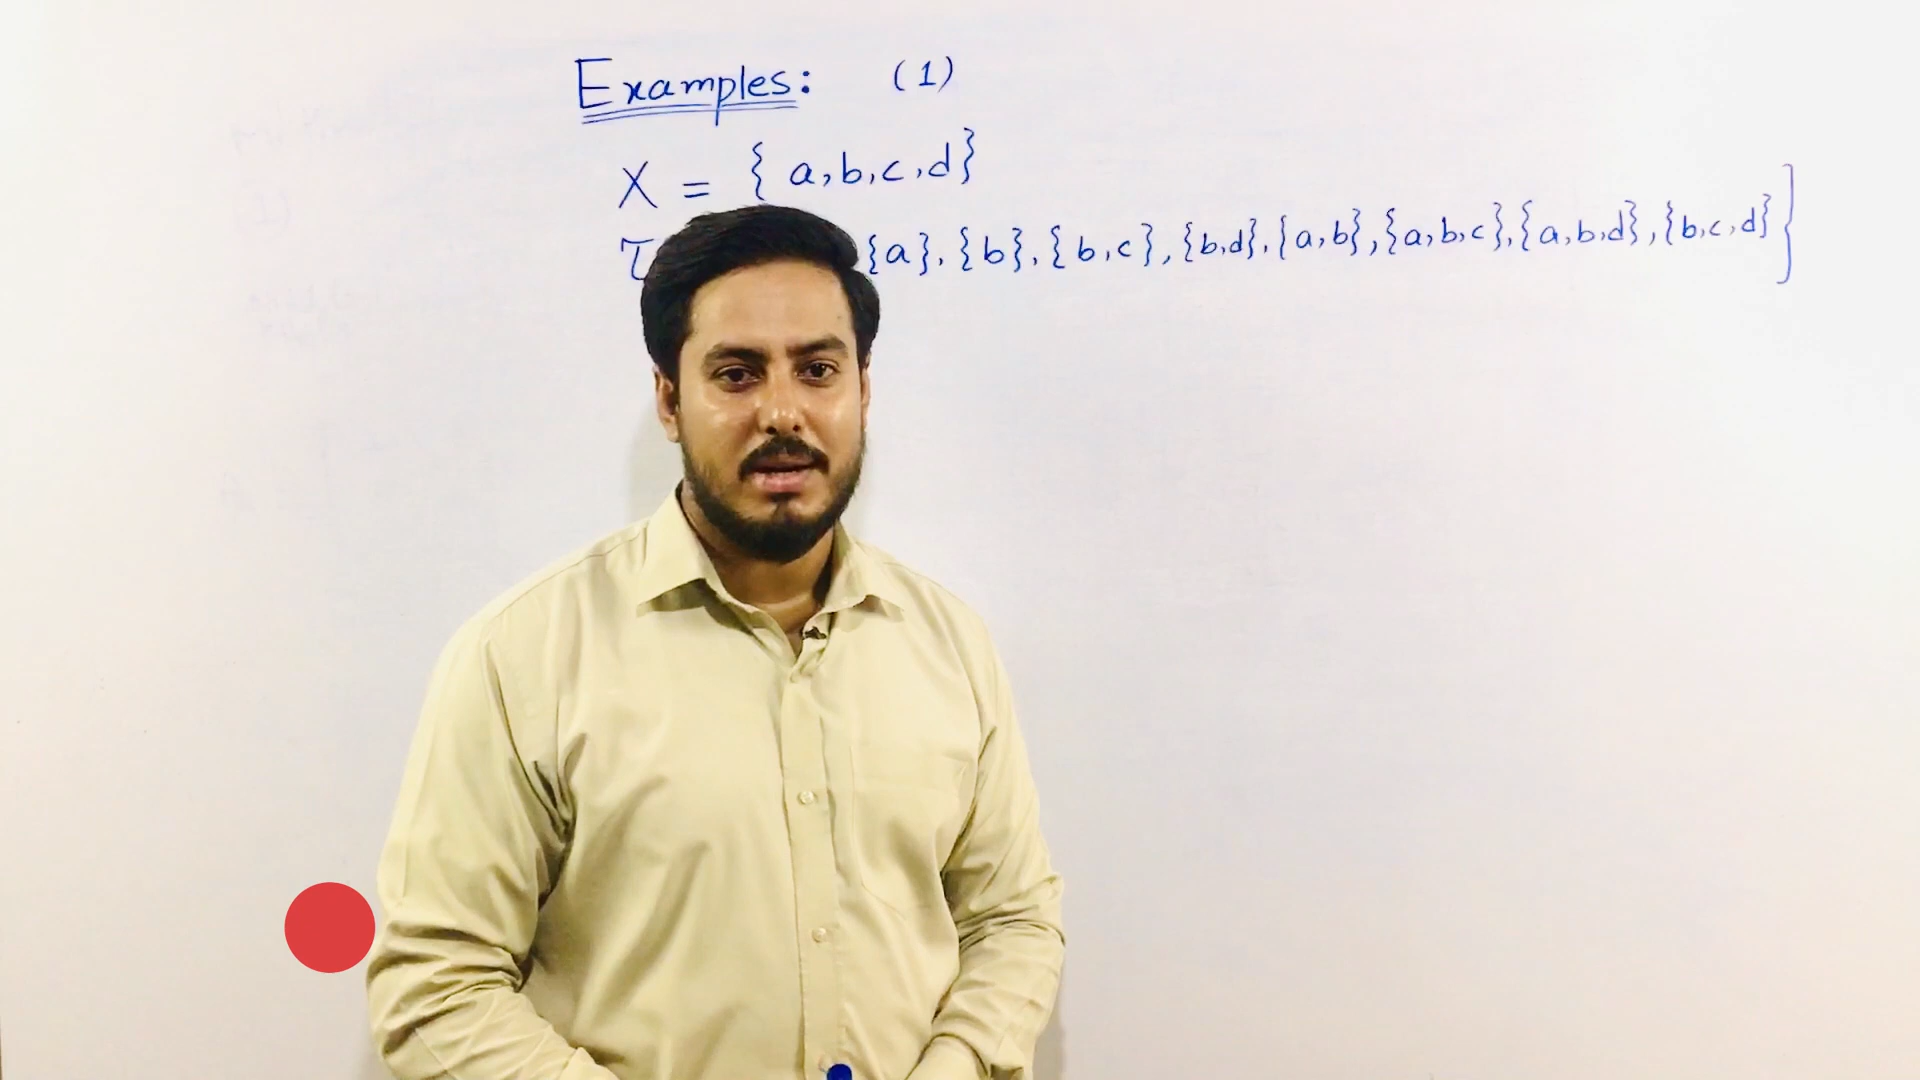 Examples: (1)
X = { a, b, c, d}
τ {a}, {b}, { b, c }, {b,d}, {a,b}, {a,b,c}, {a,b,d}, {b,c,d} }